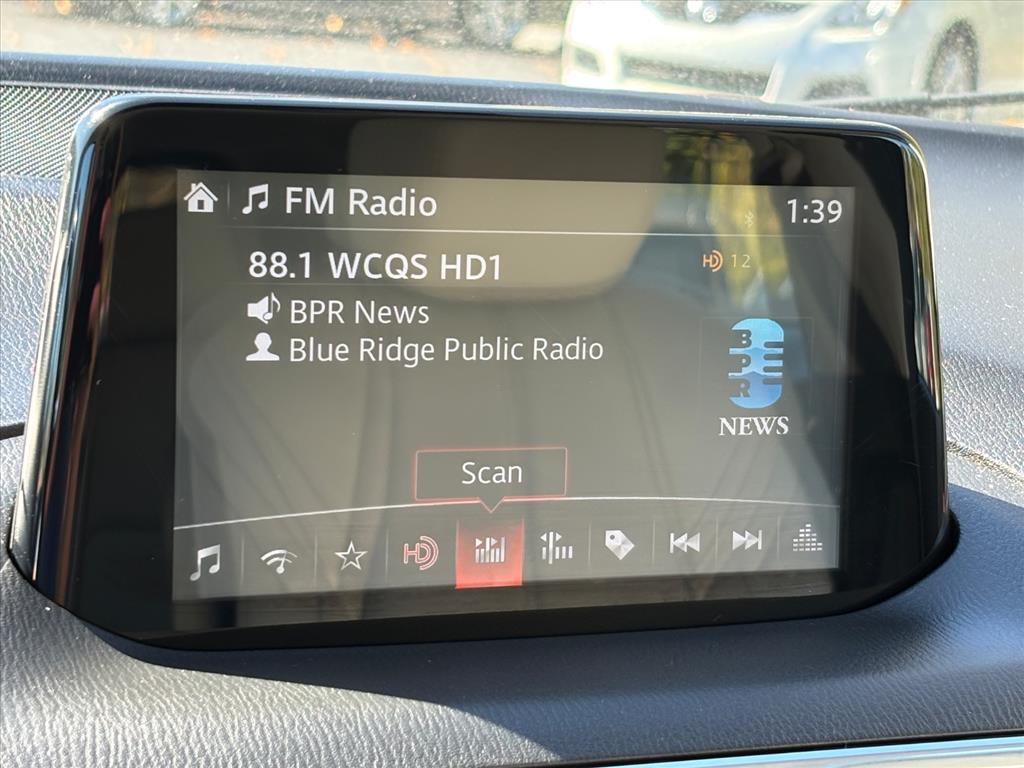 FM Radio
1:39
88.1 WCQS HD1
HD 12
BPR News
Blue Ridge Public Radio
BPR
NEWS
Scan
HD